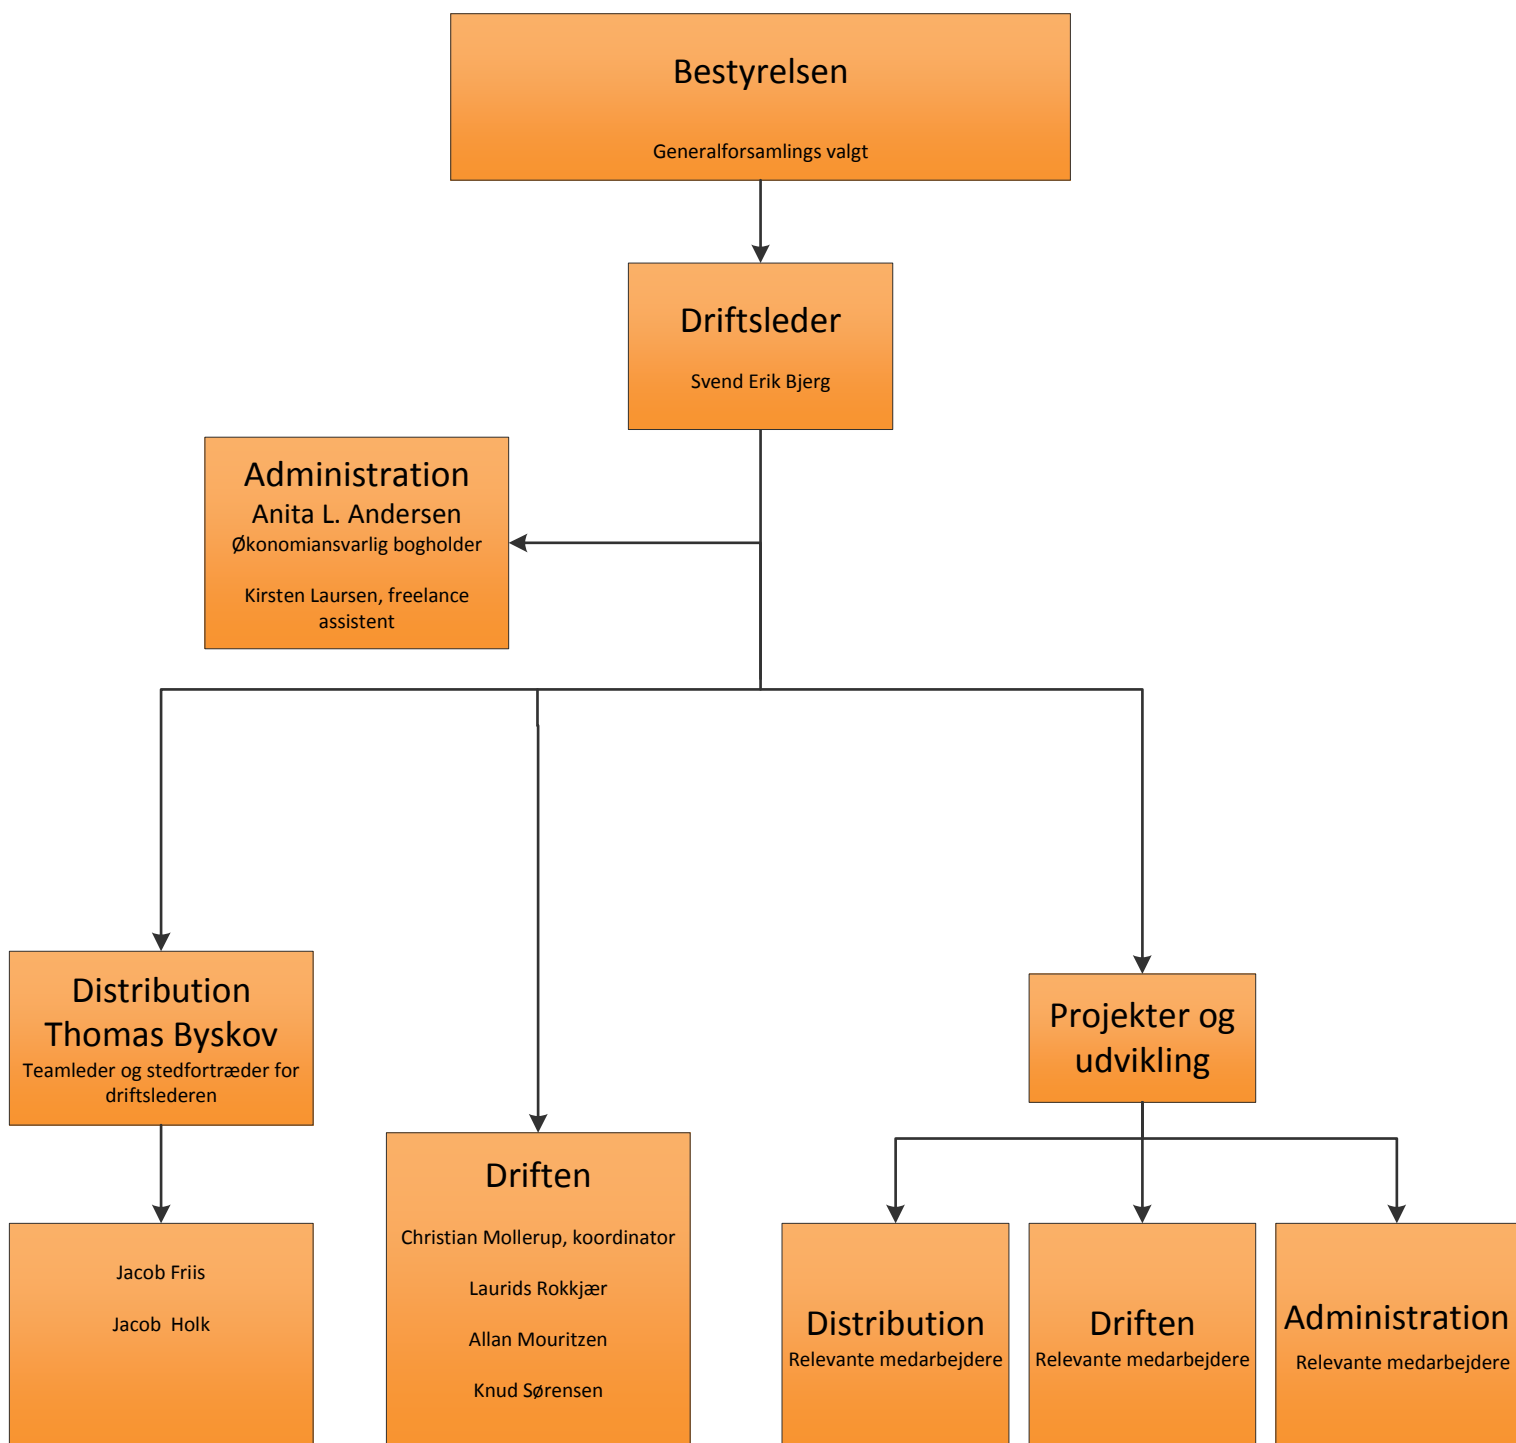 Bestyrelsen
Generalforsamlings valgt
Driftsleder
Svend Erik Bjerg
Administration
Anita L. Andersen
Økonomiansvarlig bogholder
Kirsten Laursen, freelance
assistent
Distribution
Thomas Byskov
Teamleder og stedfortræder for
driftslederen
Jacob Friis
Jacob  Holk
Driften
Christian Mollerup, koordinator
Laurids Rokkjær
Allan Mouritzen
Knud Sørensen
Projekter og
udvikling
Distribution
Relevante medarbejdere
Driften
Relevante medarbejdere
Administration
Relevante medarbejdere